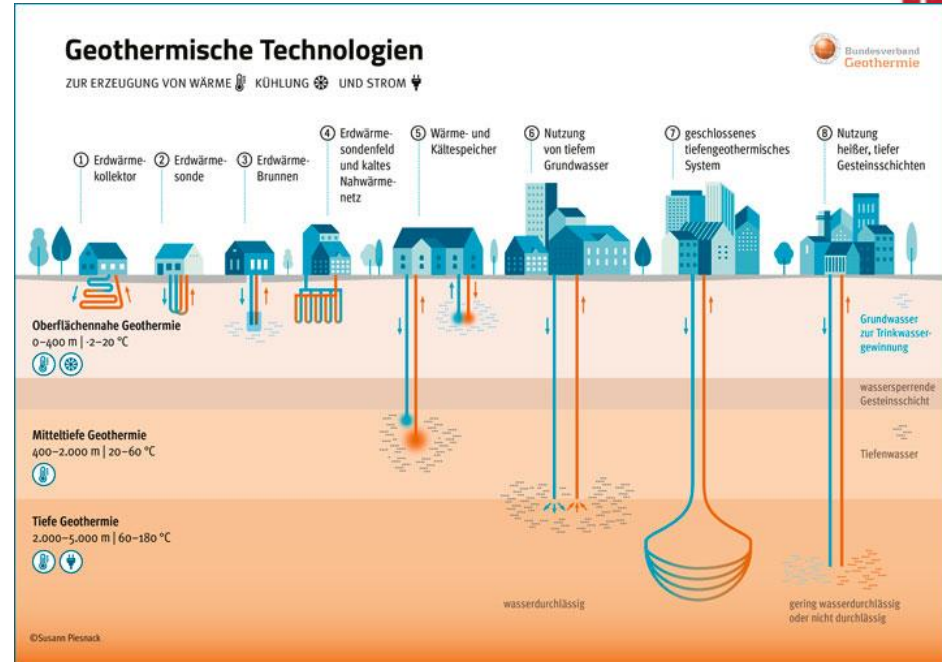 Geothermische Technologien
ZUR ERZEUGUNG VON WÄRME KÜHLUNG UND STROM
Bundesverband
Geothermie
① Erdwärme-
kollektor
② Erdwärme-
sonde
③ Erdwärme-
Brunnen
④ Erdwärme-
sondenfeld
und kaltes
Nahwärme-
netz
⑤ Wärme- und
Kältespeicher
⑥ Nutzung
von tiefem
Grundwasser
⑦ geschlossenes
tiefengeothermisches
System
⑧ Nutzung
heißer, tiefer
Gesteinsschichten
Oberflächennahe Geothermie
0–400 m | -2–20 °C
Grundwasser
zur Trinkwasser-
gewinnung
wassersperrende
Gesteinsschicht
Mitteltiefe Geothermie
400–2.000 m | 20–60 °C
Tiefenwasser
Tiefe Geothermie
2.000–5.000 m | 60–180 °C
wasserdurchlässig
gering wasserdurchlässig
oder nicht durchlässig
©Susann Piesnack